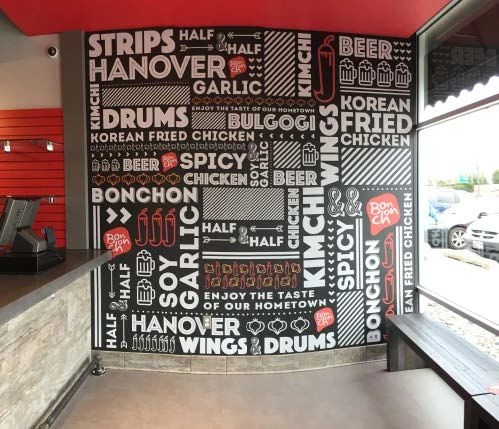 STRIPS
HALF & HALF
HANOVER
BonChon
GARLIC
KIMCHI
BEER
KIMCHI
DRUMS
ENJOY THE TASTE OF OUR HOMETOWN
BULGOGI
KOREAN
FRIED
CHICKEN
KOREAN FRIED CHICKEN
WINGS
BEER
BonChon
SPICY
CHICKEN
SOY
GARLIC
BEER
BONCHON
CHICKEN
KIMCHI
&&
BonChon
SOY
GARLIC
HALF
& HALF
SPICY
BONCHON
KOREAN FRIED CHICKEN
BonChon
HALF & HALF
ENJOY THE TASTE
OF OUR HOMETOWN
HANOVER
BonChon
WINGS & DRUMS